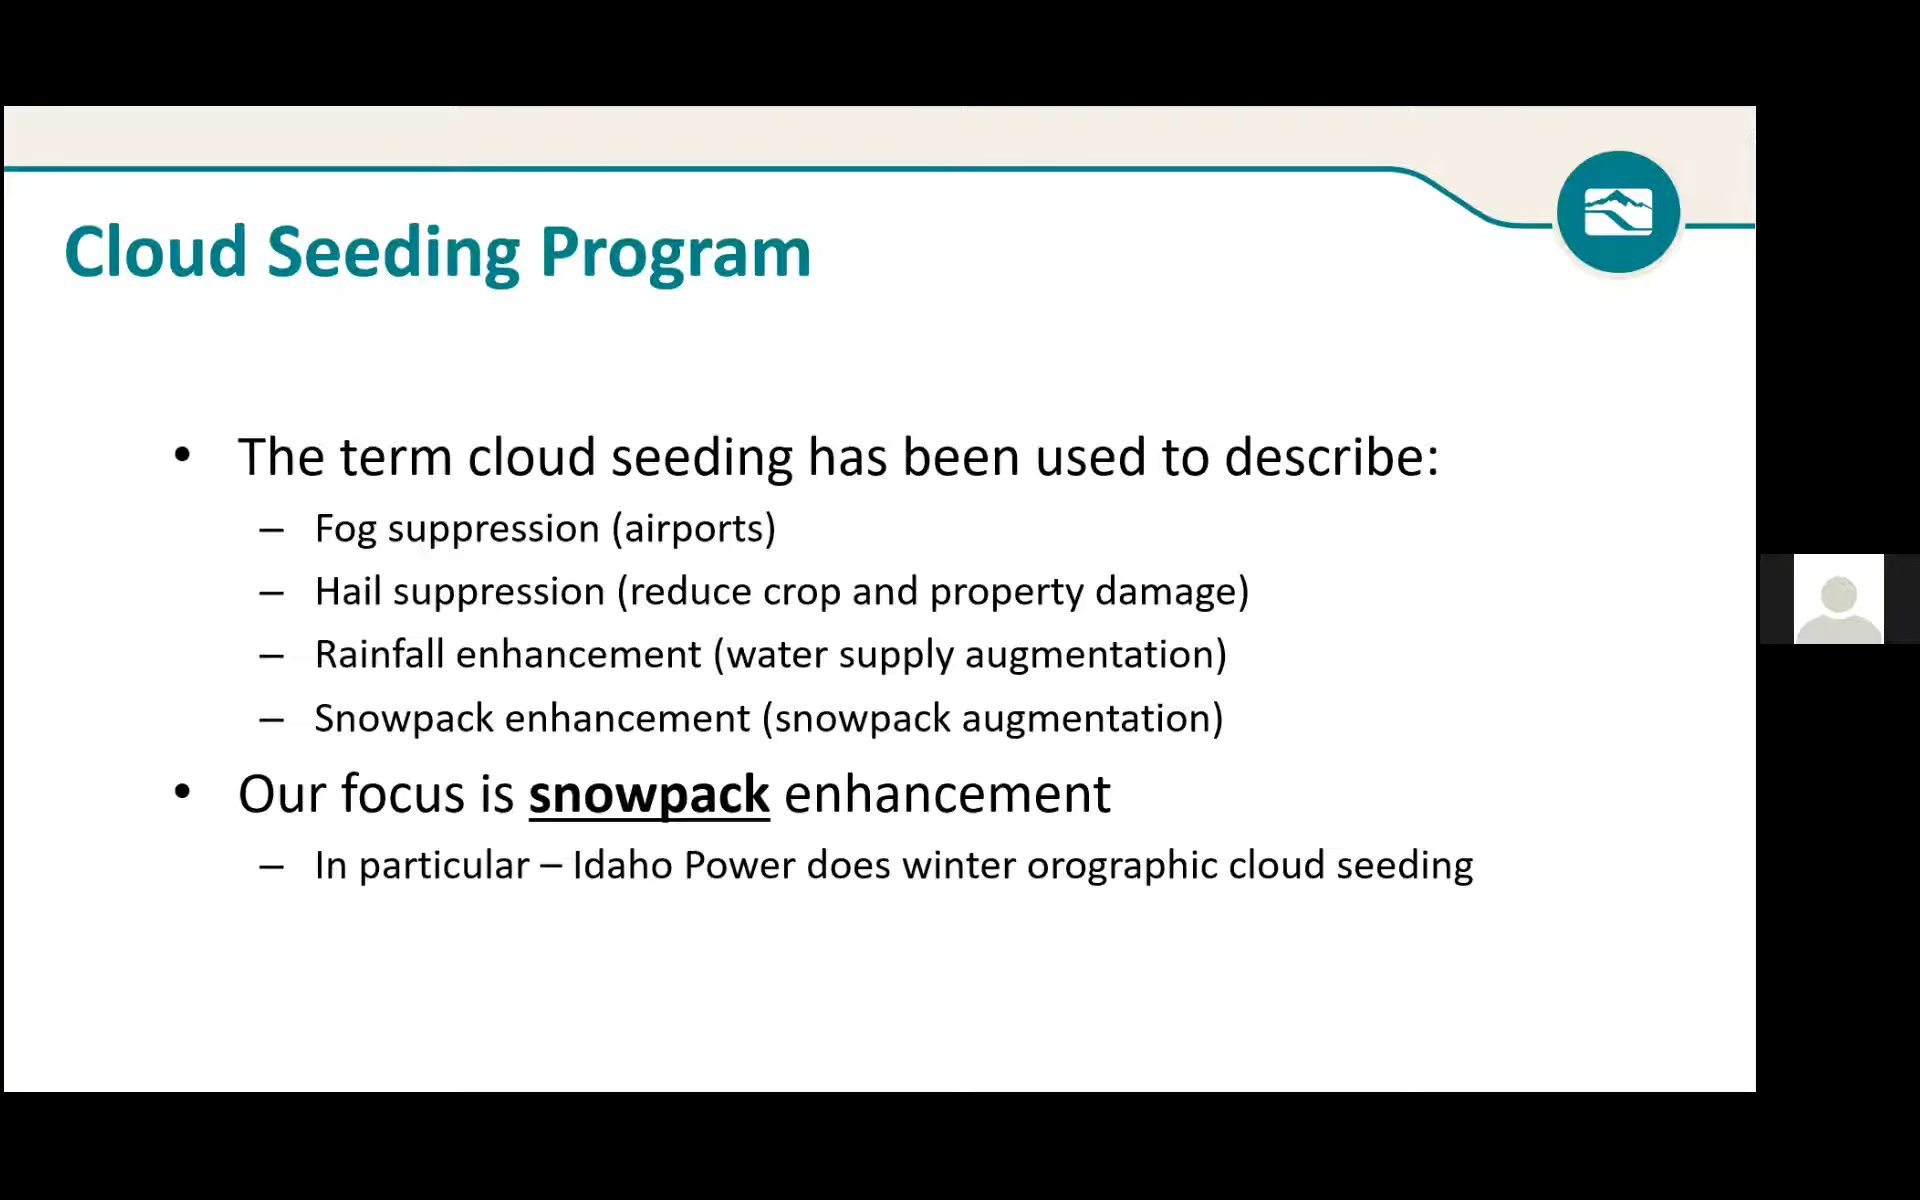 Cloud Seeding Program
• The term cloud seeding has been used to describe:
– Fog suppression (airports)
– Hail suppression (reduce crop and property damage)
– Rainfall enhancement (water supply augmentation)
– Snowpack enhancement (snowpack augmentation)
• Our focus is snowpack enhancement
– In particular – Idaho Power does winter orographic cloud seeding